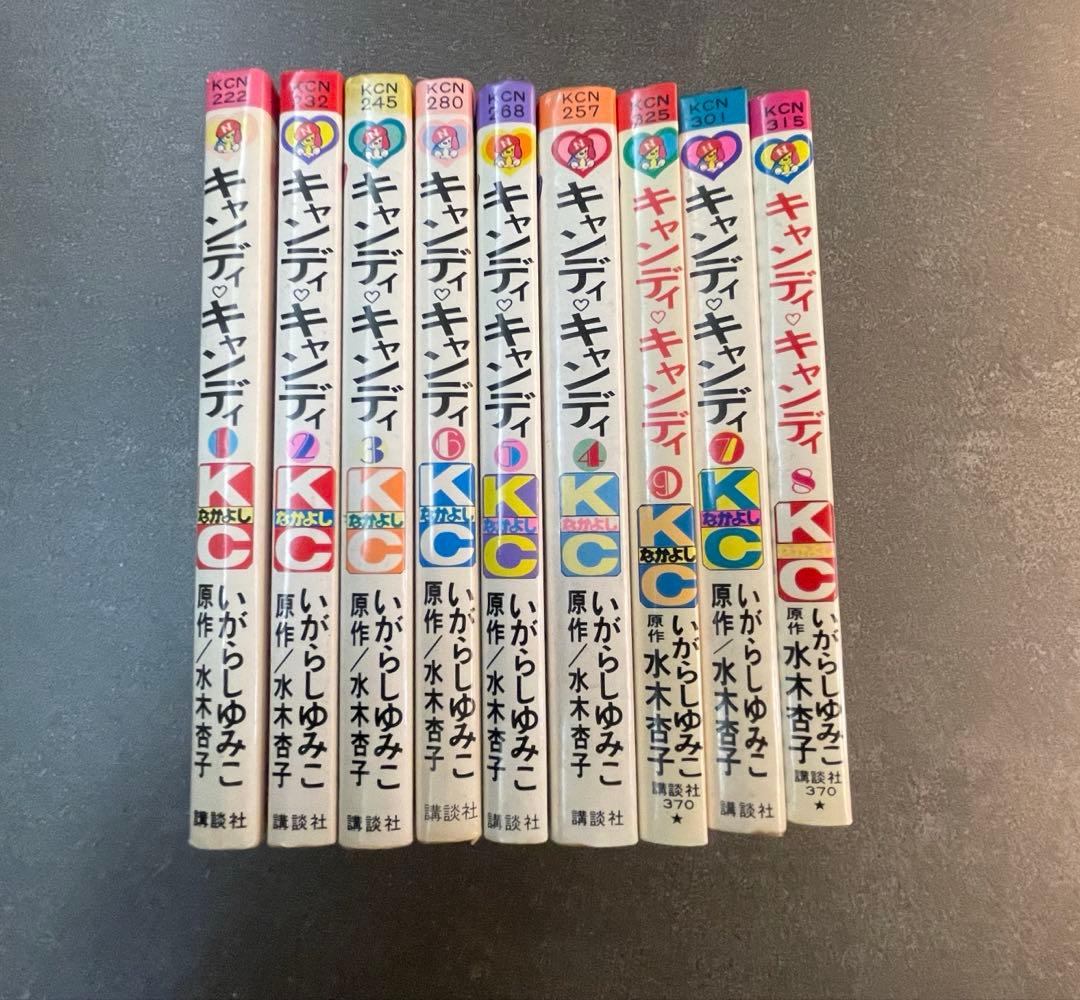 KCN
222
N
キャンディ♡キャンディ
1
K
なかよし
C
いがらしゆみこ
原作/水木杏子
講談社
KCN
232
N
キャンディ♡キャンディ
2
K
なかよし
C
いがらしゆみこ
原作/水木杏子
講談社
KCN
245
N
キャンディ♡キャンディ
3
K
なかよし
C
いがらしゆみこ
原作/水木杏子
講談社
KCN
280
N
キャンディ♡キャンディ
6
K
なかよし
C
いがらしゆみこ
原作/水木杏子
講談社
KCN
268
N
キャンディ♡キャンディ
5
K
なかよし
C
いがらしゆみこ
原作/水木杏子
講談社
KCN
257
N
キャンディ♡キャンディ
4
K
なかよし
C
いがらしゆみこ
原作/水木杏子
講談社
KCN
325
N
キャンディ♡キャンディ
9
K
なかよし
C
いがらしゆみこ
原作 水木杏子
講談社
370
★
KCN
301
N
キャンディ♡キャンディ
7
K
なかよし
C
いがらしゆみこ
原作/水木杏子
講談社
KCN
315
N
キャンディ♡キャンディ
8
K
C
いがらしゆみこ
原作 水木杏子
講談社
370
★